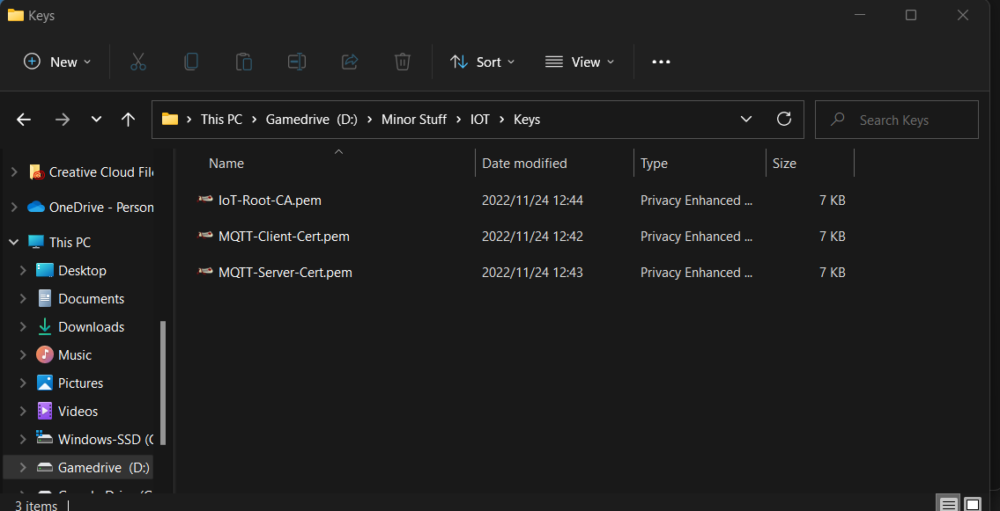 Keys
New
Sort
View
This PC > Gamedrive (D:) > Minor Stuff > IOT > Keys
Search Keys
Creative Cloud File
OneDrive - Person
This PC
Desktop
Documents
Downloads
Music
Pictures
Videos
Windows-SSD (C
Gamedrive (D:)
Name Date modified Type Size
IoT-Root-CA.pem 2022/11/24 12:44 Privacy Enhanced ... 7 KB
MQTT-Client-Cert.pem 2022/11/24 12:42 Privacy Enhanced ... 7 KB
MQTT-Server-Cert.pem 2022/11/24 12:43 Privacy Enhanced ... 7 KB
3 items